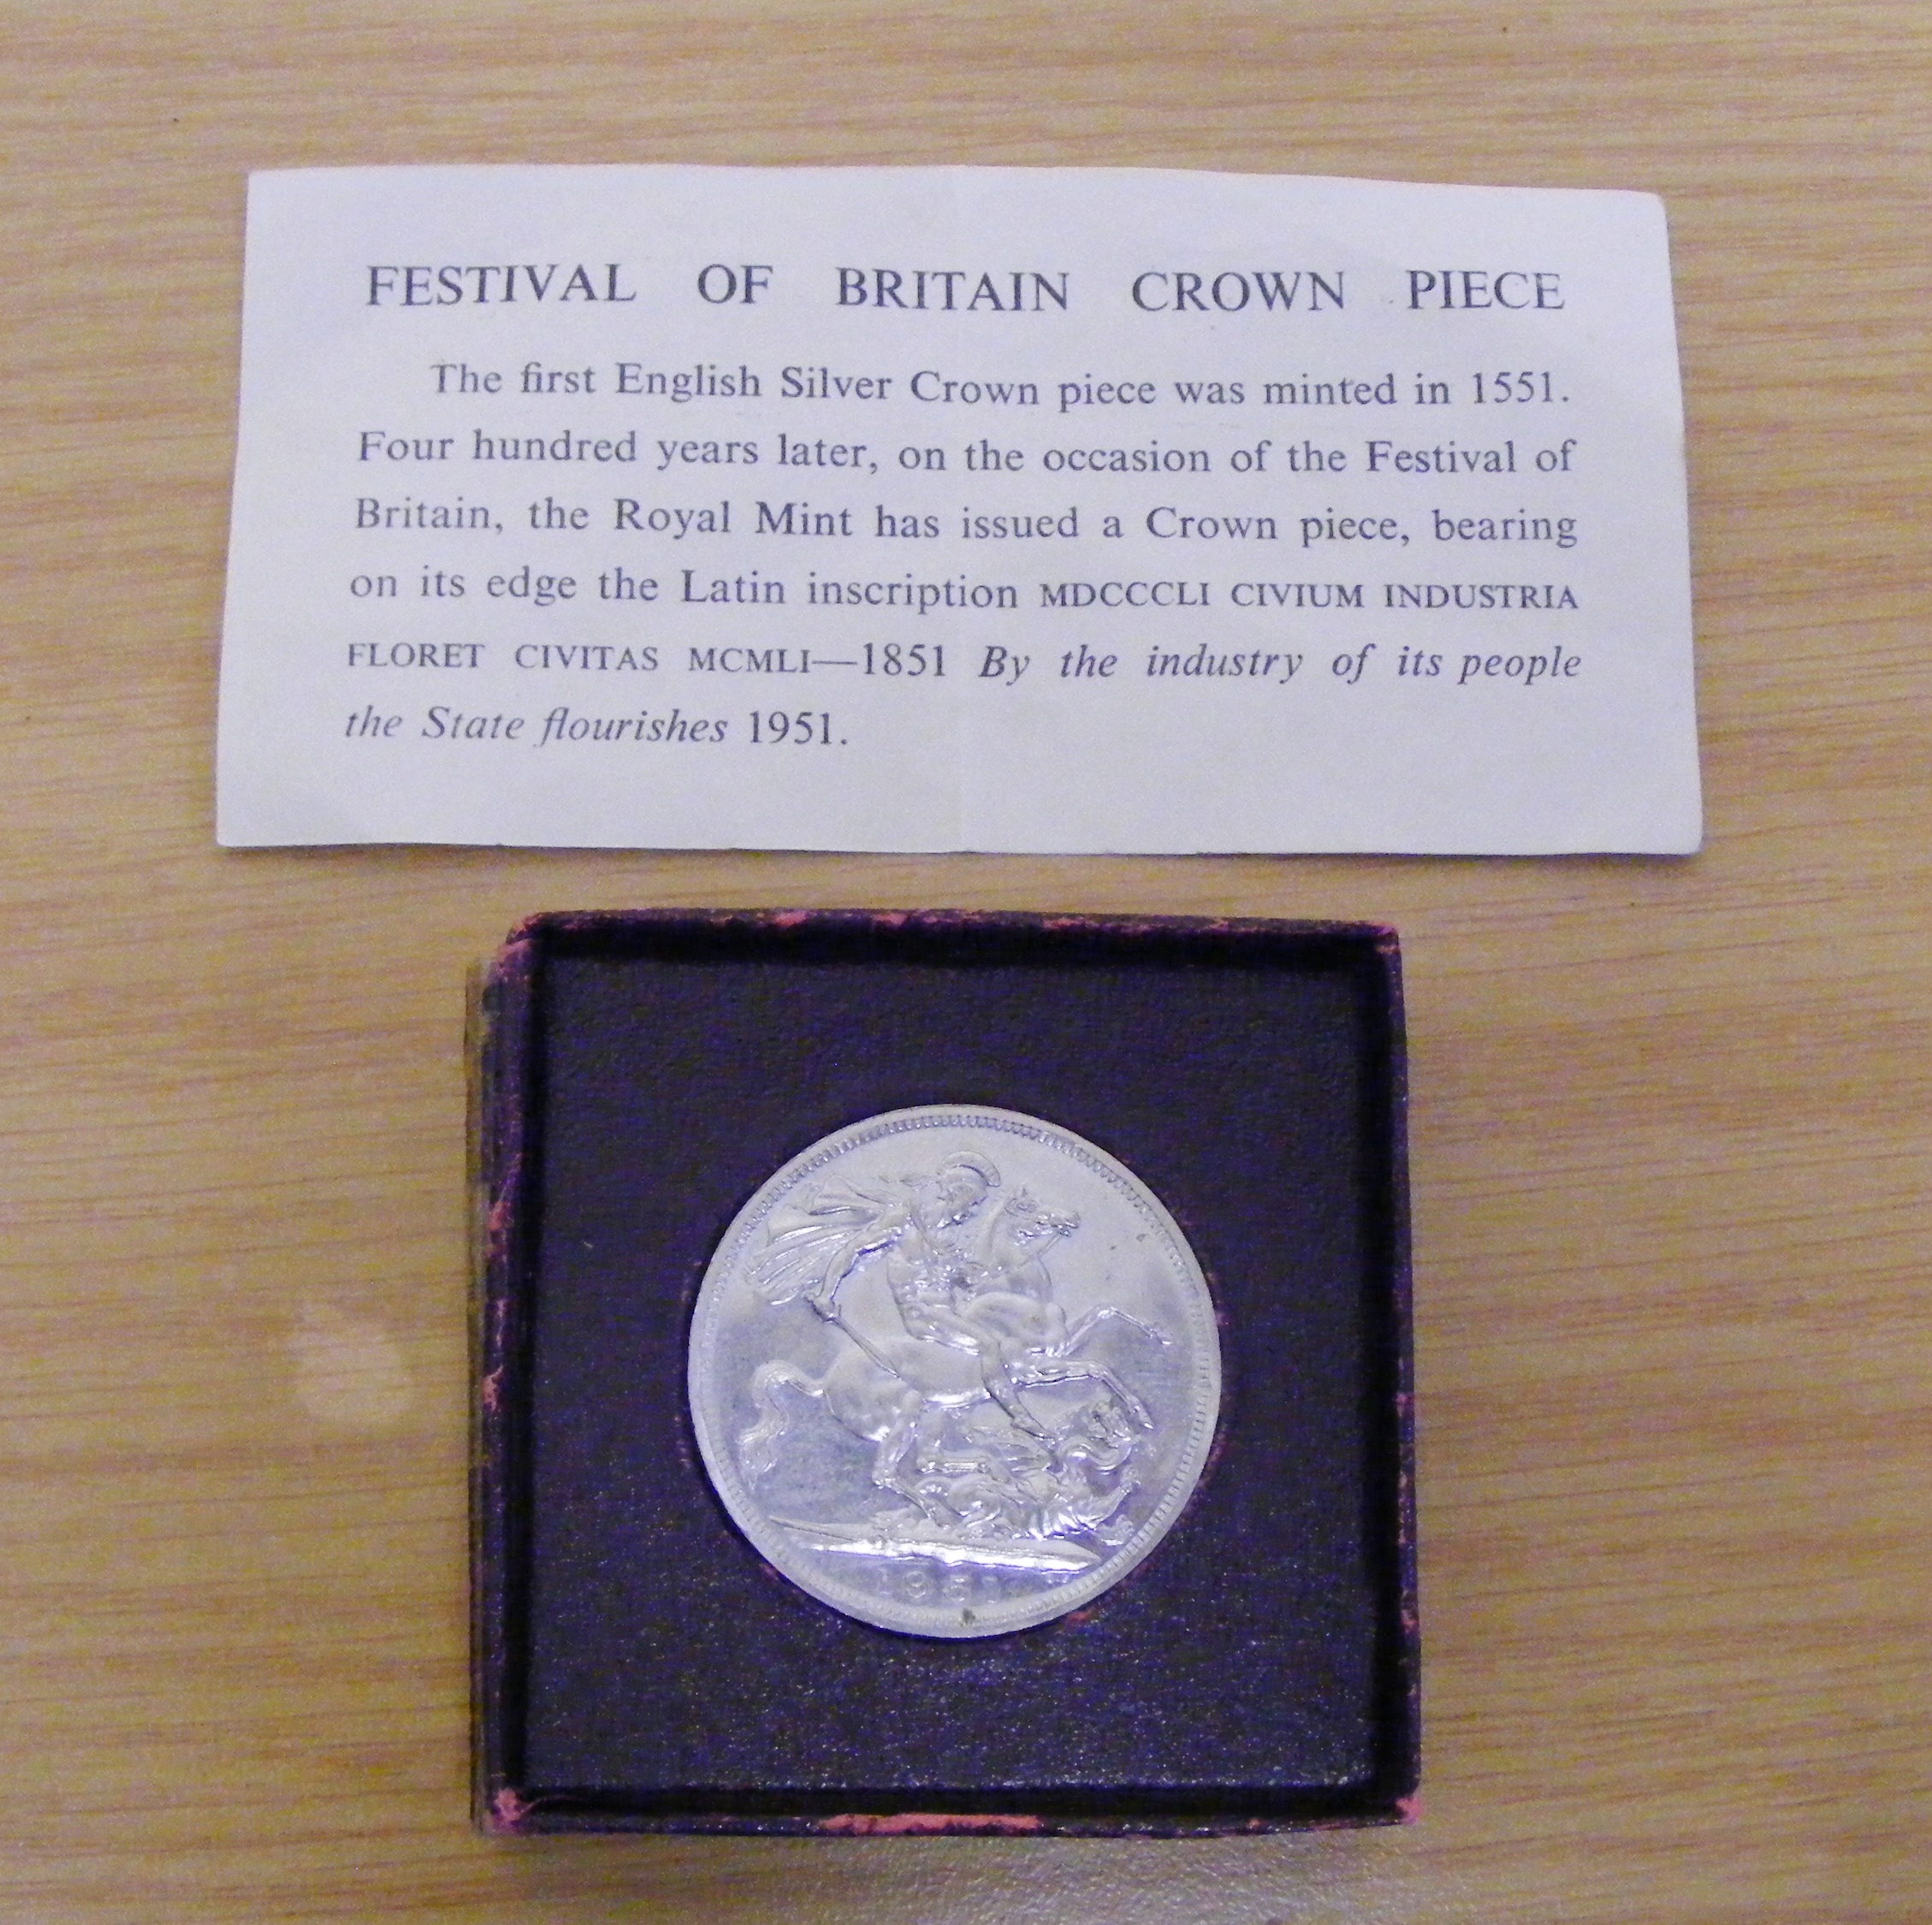 FESTIVAL OF BRITAIN CROWN PIECE
The first English Silver Crown piece was minted in 1551.
Four hundred years later, on the occasion of the Festival of
Britain, the Royal Mint has issued a Crown piece, bearing
on its edge the Latin inscription MDCCCLI CIVIUM INDUSTRIA
FLORET CIVITAS MCMLI—1851 By the industry of its people
the State flourishes 1951.
1951